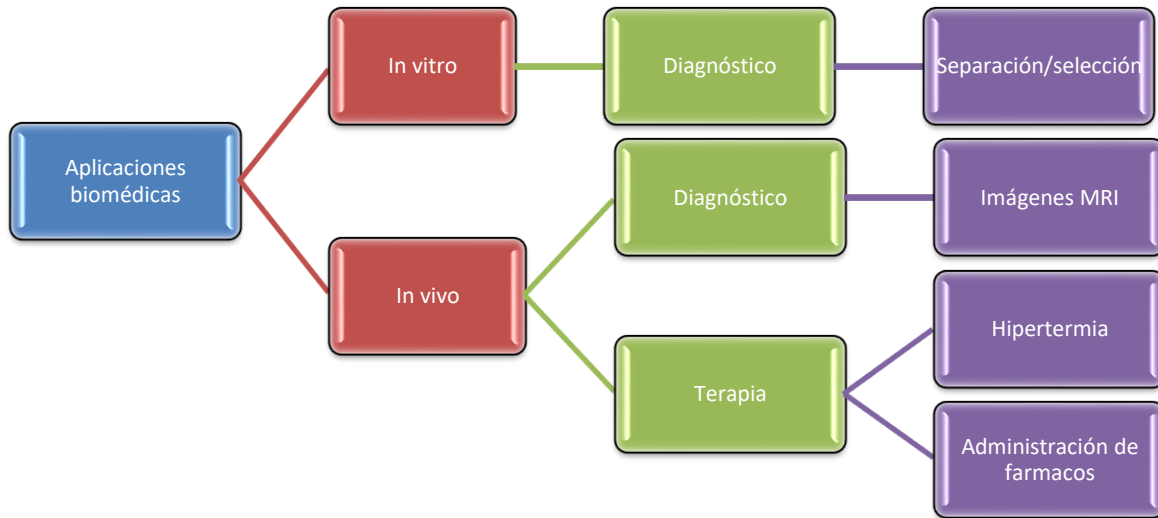 Aplicaciones
biomédicas
In vitro
Diagnóstico
Separación/selección
In vivo
Diagnóstico
Imágenes MRI
Terapia
Hipertermia
Administración de
farmacos